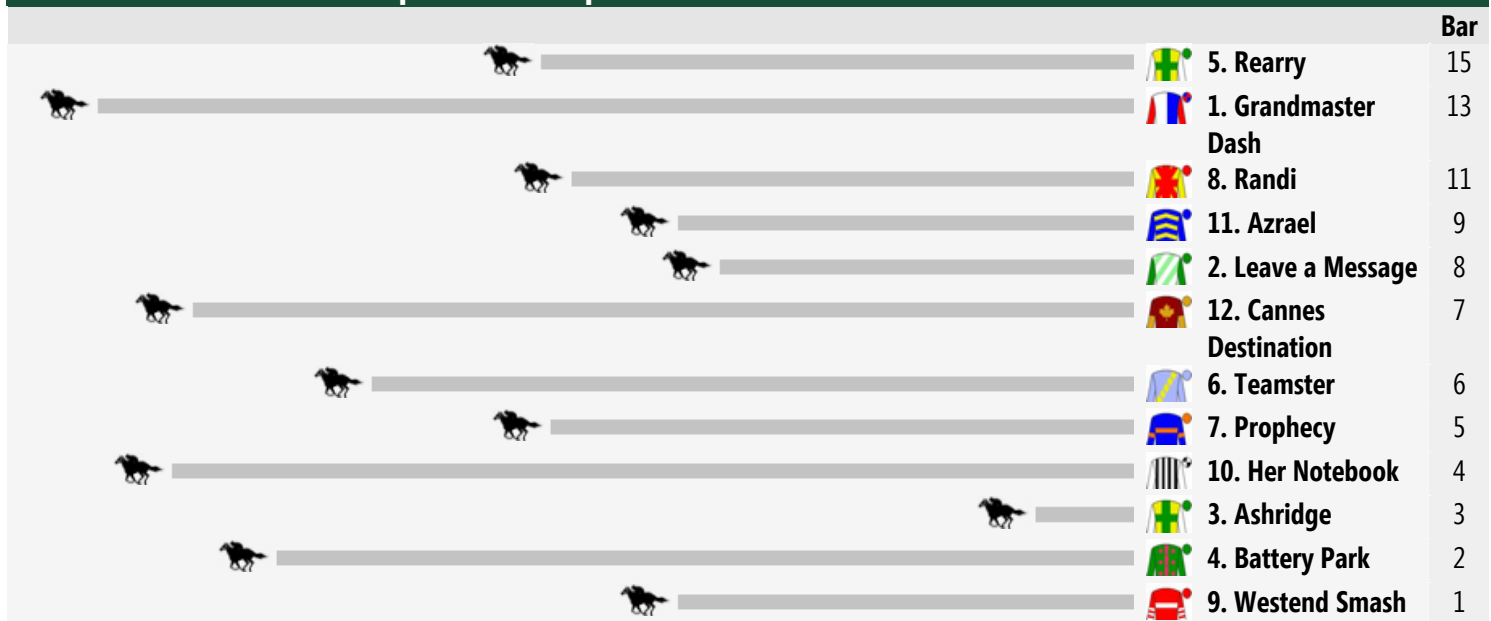 Bar
5. Rearry 15
1. Grandmaster 13
Dash
8. Randi 11
11. Azrael 9
2. Leave a Message 8
12. Cannes 7
Destination
6. Teamster 6
7. Prophecy 5
10. Her Notebook 4
3. Ashridge 3
4. Battery Park 2
9. Westend Smash 1